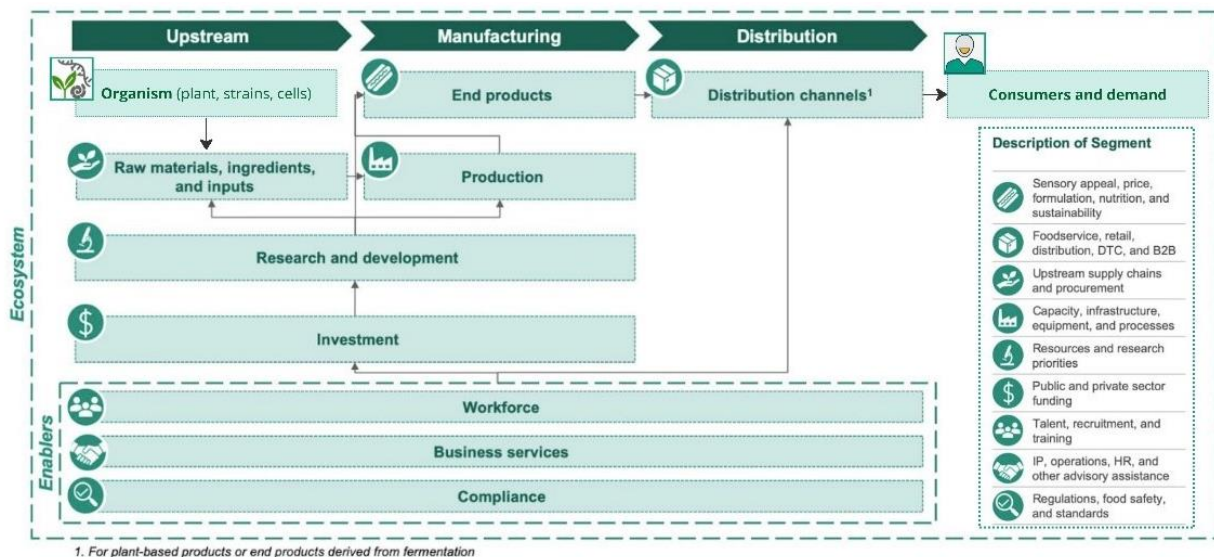 Upstream
Manufacturing
Distribution
Organism (plant, strains, cells)
End products
Distribution channels¹
Consumers and demand
Raw materials, ingredients,
and inputs
Production
Research and development
Investment
Ecosystem
Enablers
Workforce
Business services
Compliance
Description of Segment
Sensory appeal, price,
formulation, nutrition, and
sustainability
Foodservice, retail,
distribution, DTC, and B2B
Upstream supply chains
and procurement
Capacity, infrastructure,
equipment, and processes
Resources and research
priorities
Public and private sector
funding
Talent, recruitment, and
training
IP, operations, HR, and
other advisory assistance
Regulations, food safety,
and standards
1. For plant-based products or end products derived from fermentation